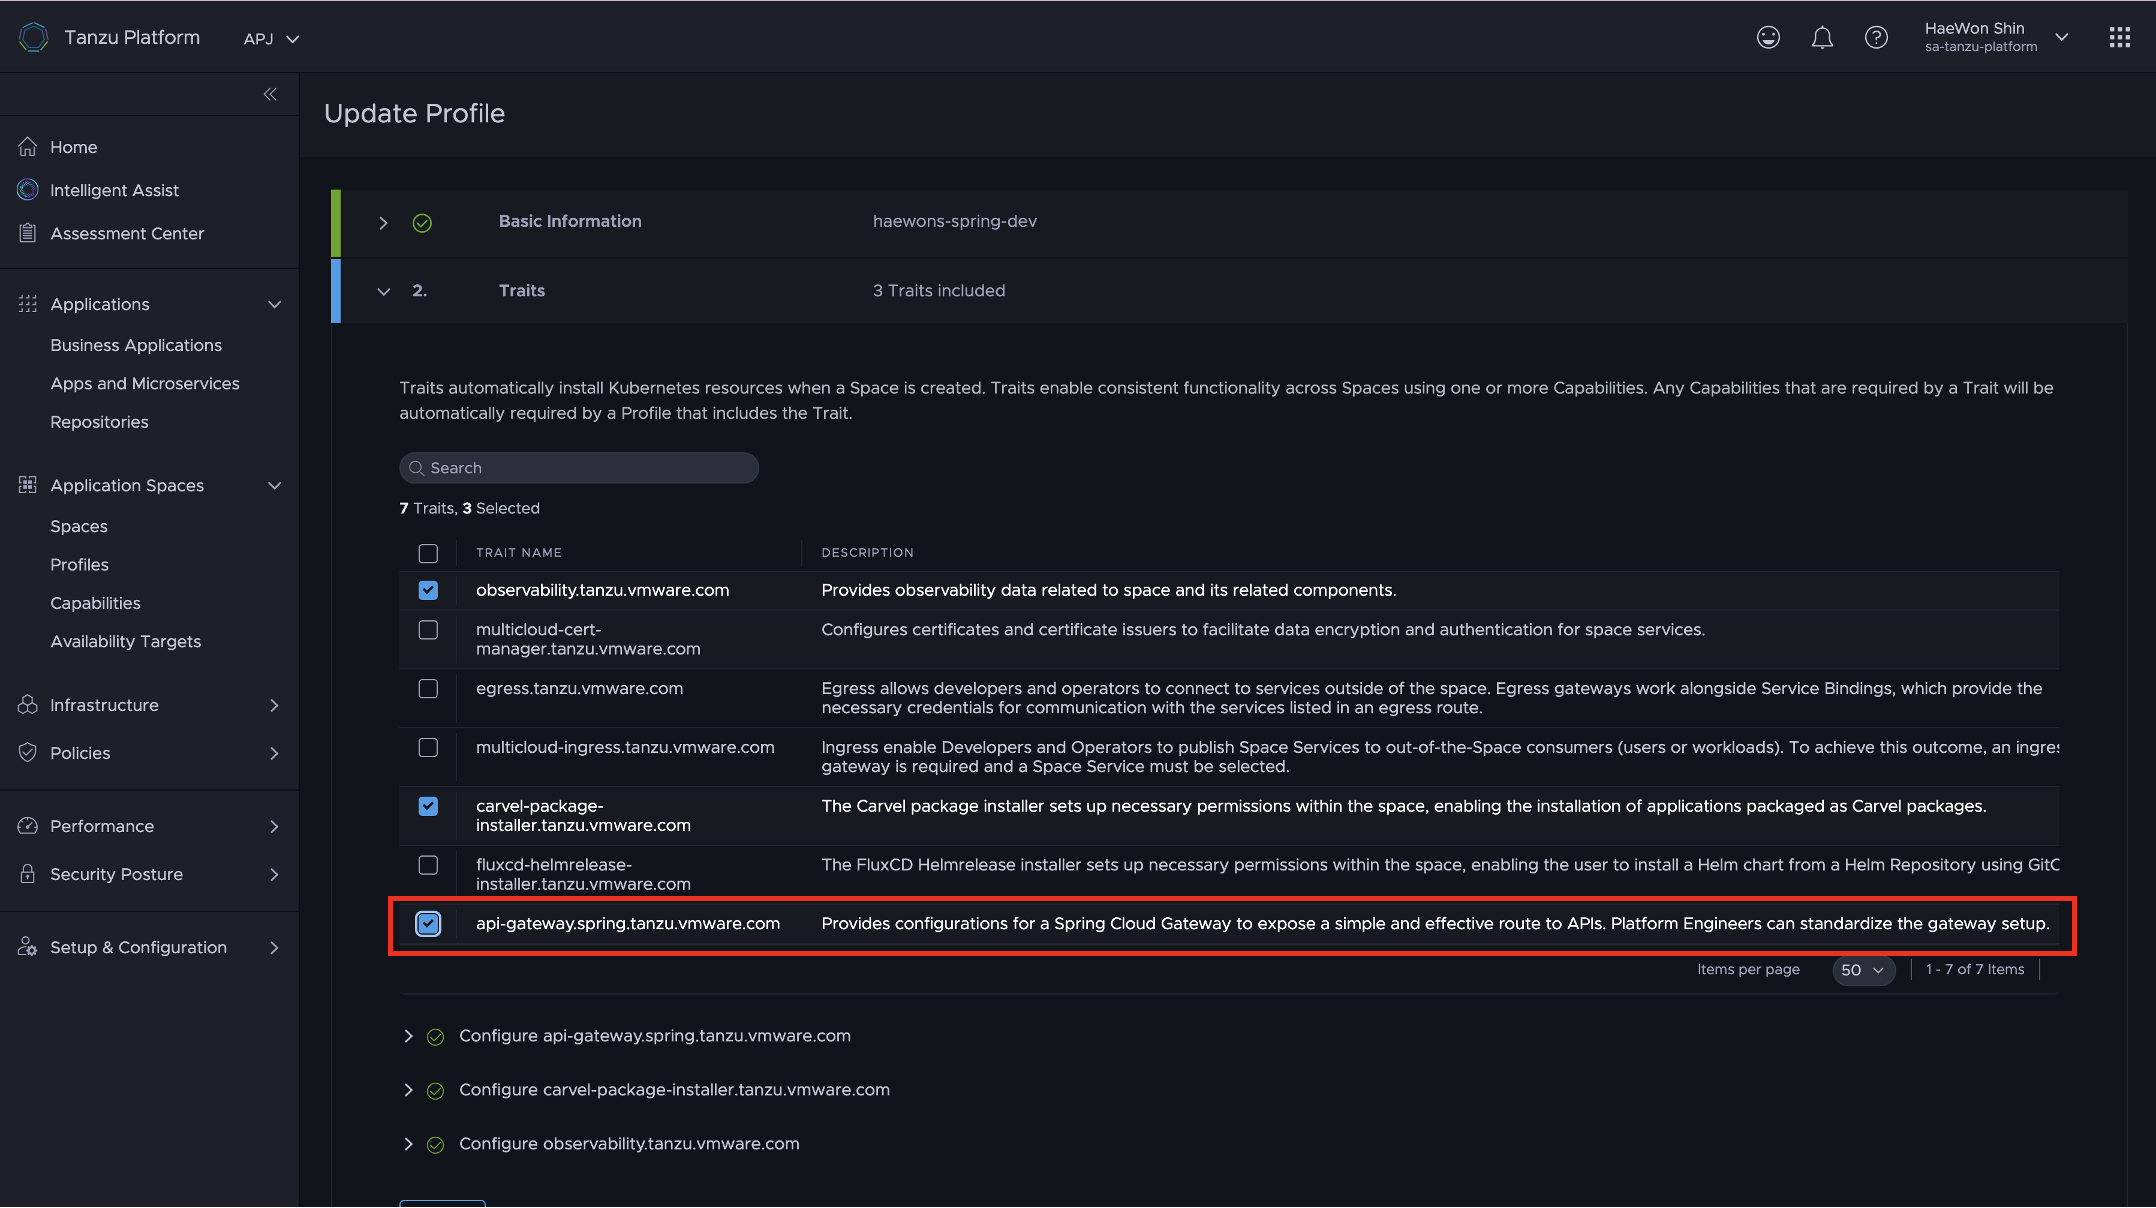 Tanzu Platform
APJ
HaeWon Shin
sa-tanzu-platform
Home
Intelligent Assist
Assessment Center
Applications
Business Applications
Apps and Microservices
Repositories
Application Spaces
Spaces
Profiles
Capabilities
Availability Targets
Infrastructure
Policies
Performance
Security Posture
Setup & Configuration
Update Profile
Basic Information
haewons-spring-dev
2.
Traits
3 Traits included
Traits automatically install Kubernetes resources when a Space is created. Traits enable consistent functionality across Spaces using one or more Capabilities. Any Capabilities that are required by a Trait will be
automatically required by a Profile that includes the Trait.
Search
7 Traits, 3 Selected
TRAIT NAME
DESCRIPTION
observability.tanzu.vmware.com
Provides observability data related to space and its related components.
multicloud-cert-
manager.tanzu.vmware.com
Configures certificates and certificate issuers to facilitate data encryption and authentication for space services.
egress.tanzu.vmware.com
Egress allows developers and operators to connect to services outside of the space. Egress gateways work alongside Service Bindings, which provide the
necessary credentials for communication with the services listed in an egress route.
multicloud-ingress.tanzu.vmware.com
Ingress enable Developers and Operators to publish Space Services to out-of-the-Space consumers (users or workloads). To achieve this outcome, an ingres
gateway is required and a Space Service must be selected.
carvel-package-
installer.tanzu.vmware.com
The Carvel package installer sets up necessary permissions within the space, enabling the installation of applications packaged as Carvel packages.
fluxcd-helmrelease-
installer.tanzu.vmware.com
The FluxCD Helmrelease installer sets up necessary permissions within the space, enabling the user to install a Helm chart from a Helm Repository using Git
api-gateway.spring.tanzu.vmware.com
Provides configurations for a Spring Cloud Gateway to expose a simple and effective route to APIs. Platform Engineers can standardize the gateway setup.
Items per page
50
1 - 7 of 7 Items
Configure api-gateway.spring.tanzu.vmware.com
Configure carvel-package-installer.tanzu.vmware.com
Configure observability.tanzu.vmware.com